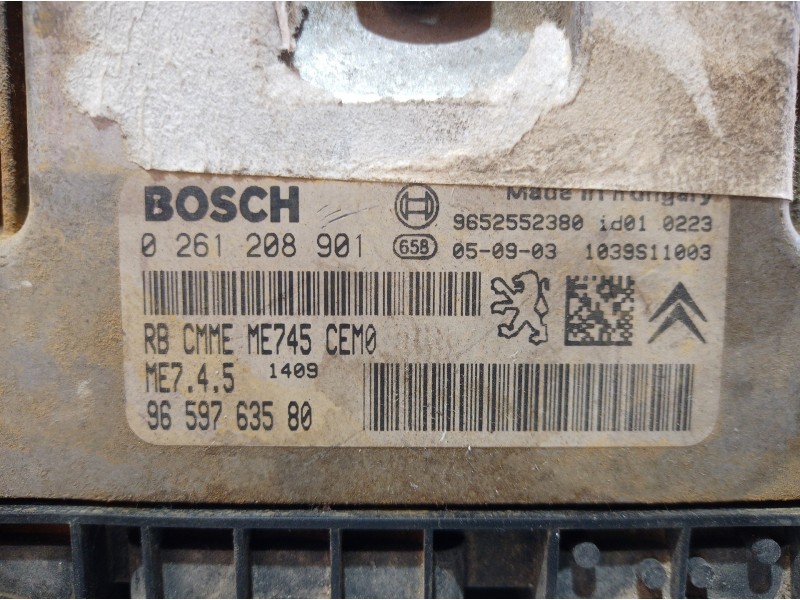 Made in Hungary
BOSCH
9652552380 id01 0223
0 261 208 901 658 05-09-03 1039S11003
RB CMME ME745 CEM0
ME7.4.5 1409
96 597 635 80